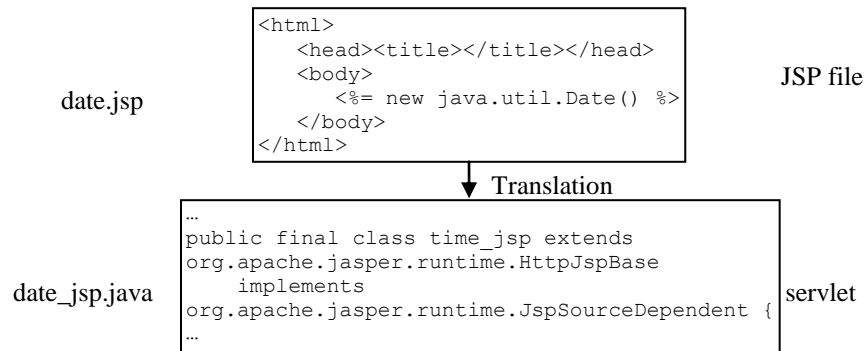 <html>
<head><title></title></head>
<body>
<%= new java.util.Date() %>
</body>
</html>
date.jsp
JSP file
Translation
…
public final class time_jsp extends
org.apache.jasper.runtime.HttpJspBase
implements
org.apache.jasper.runtime.JspSourceDependent {
…
date_jsp.java
servlet